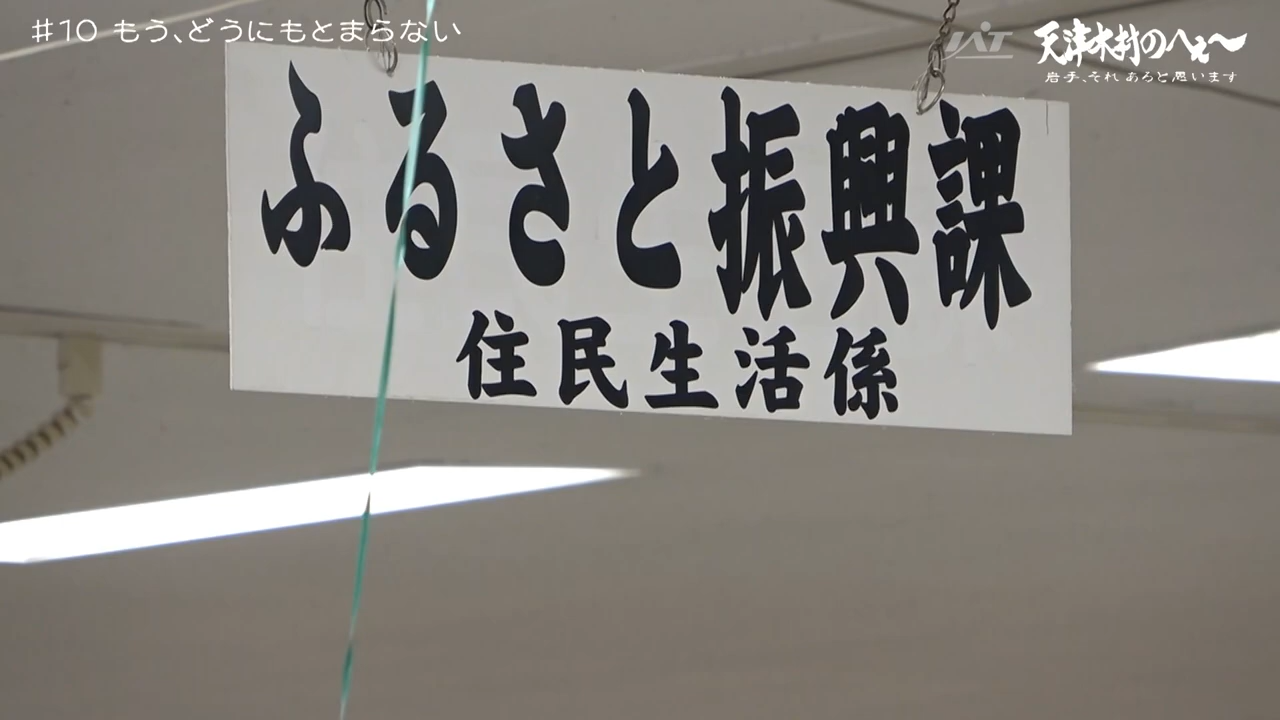 #10 もう、どうにもとまらない
IAT
天津木村のへぇ〜
岩手、それ あると思います
ふるさと振興課
住民生活係